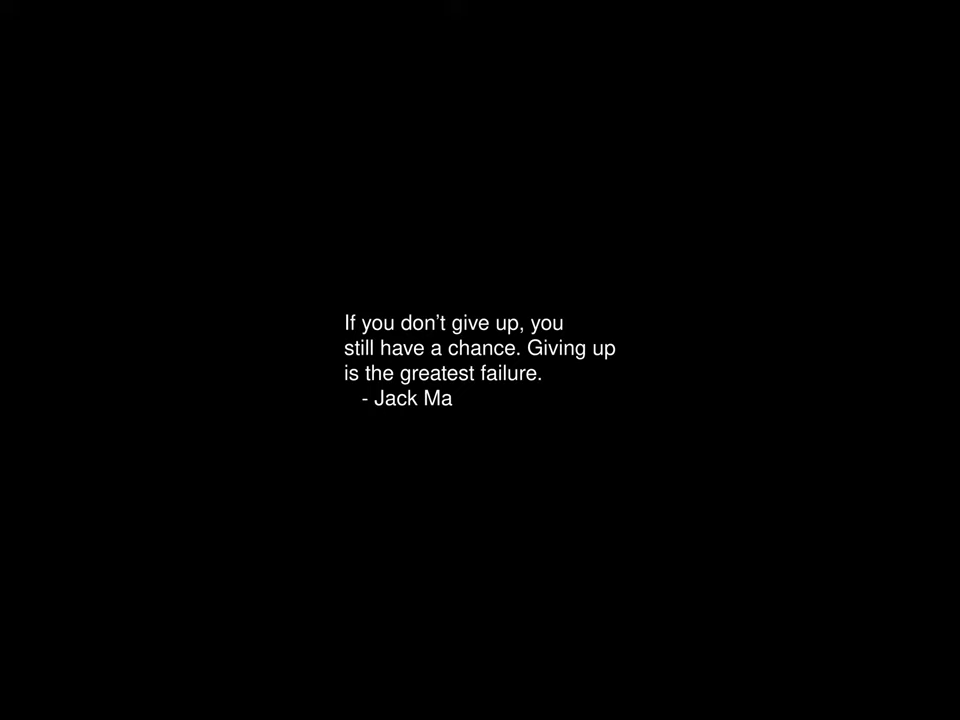 If you don’t give up, you
still have a chance. Giving up
is the greatest failure.
- Jack Ma